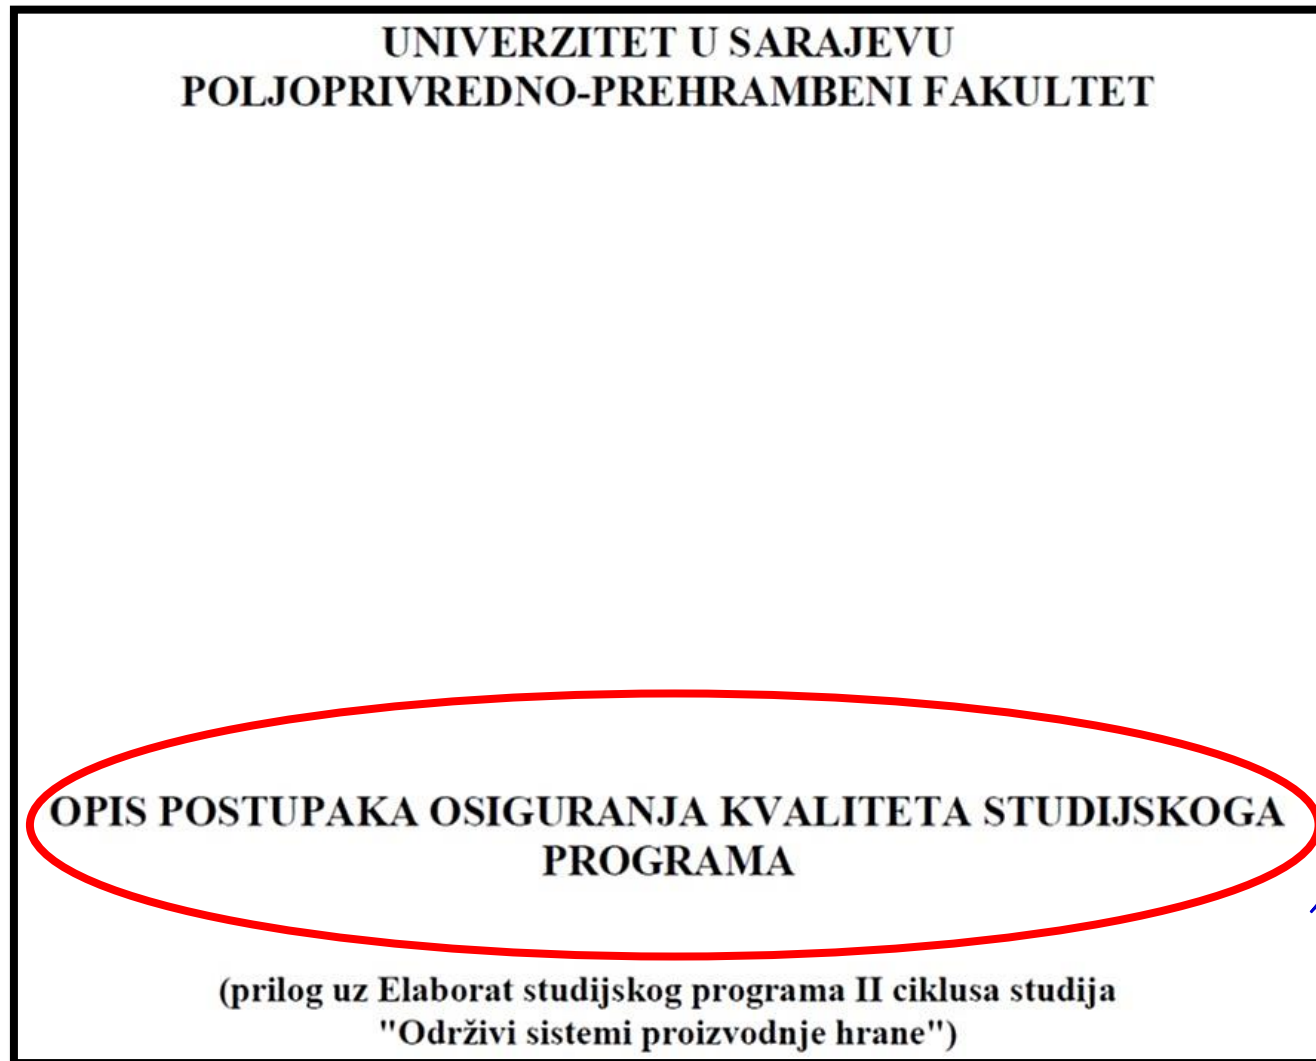 UNIVERZITET U SARAJEVU
POLJOPRIVREDNO-PREHRAMBENI FAKULTET
OPIS POSTUPAKA OSIGURANJA KVALITETA STUDIJSKOGA
PROGRAMA
(prilog uz Elaborat studijskog programa II ciklusa studija
"Održivi sistemi proizvodnje hrane")